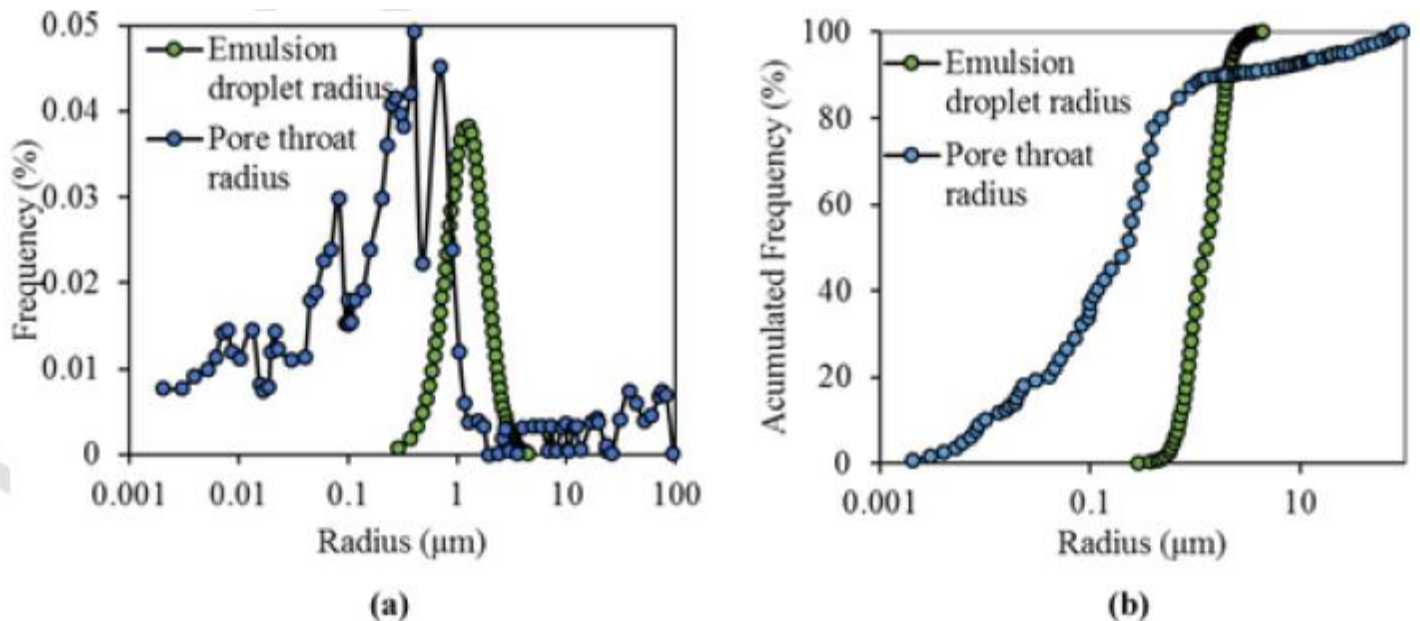 0.05
0.04
0.03
0.02
0.01
0
Frequency (%)
Emulsion
droplet radius
Pore throat
radius
0.001 0.01 0.1 1 10 100
Radius (μm)
(a)
100
80
60
40
20
0
Acumulated Frequency (%)
Emulsion
droplet radius
Pore throat
radius
0.001 0.1 10
Radius (μm)
(b)